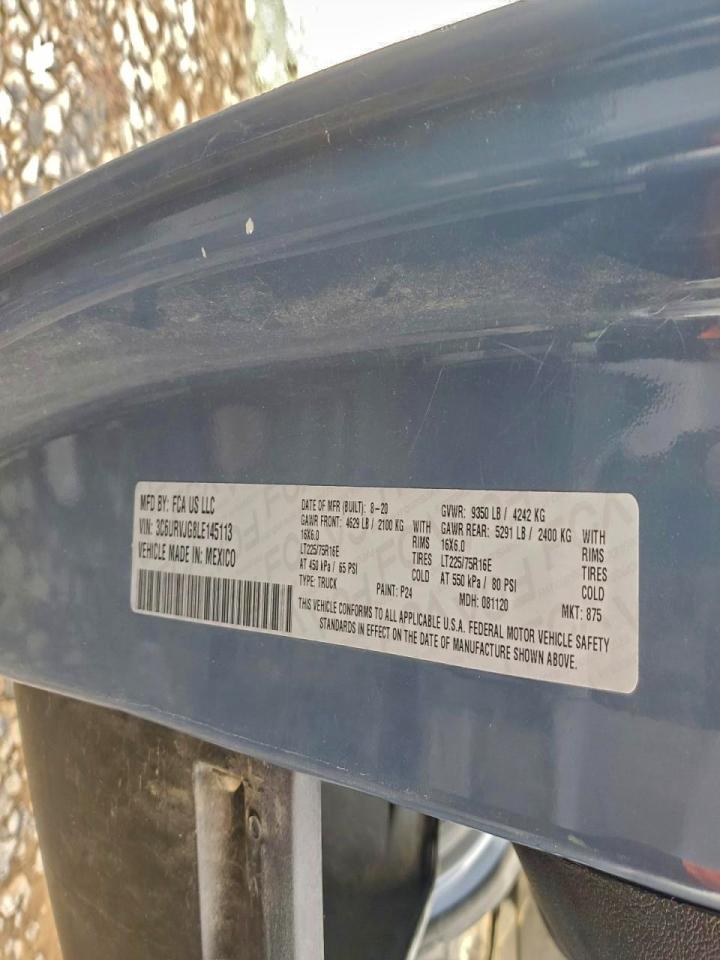 MFD BY: FCA US LLC
VIN: 3C6URVJG8LE145113
VEHICLE MADE IN: MEXICO
DATE OF MFR (BUILT): 8-20
GVWR: 9350 LB / 4242 KG
GAWR FRONT: 4629 LB / 2100 KG WITH
16X6.0 RIMS
LT225/75R16E TIRES
AT 450 kPa / 65 PSI COLD
GAWR REAR: 5291 LB / 2400 KG WITH
16X6.0 RIMS
LT225/75R16E TIRES
AT 550 kPa / 80 PSI COLD
TYPE: TRUCK PAINT: P24 MDH: 081120 MKT: 875
THIS VEHICLE CONFORMS TO ALL APPLICABLE U.S.A. FEDERAL MOTOR VEHICLE SAFETY
STANDARDS IN EFFECT ON THE DATE OF MANUFACTURE SHOWN ABOVE.